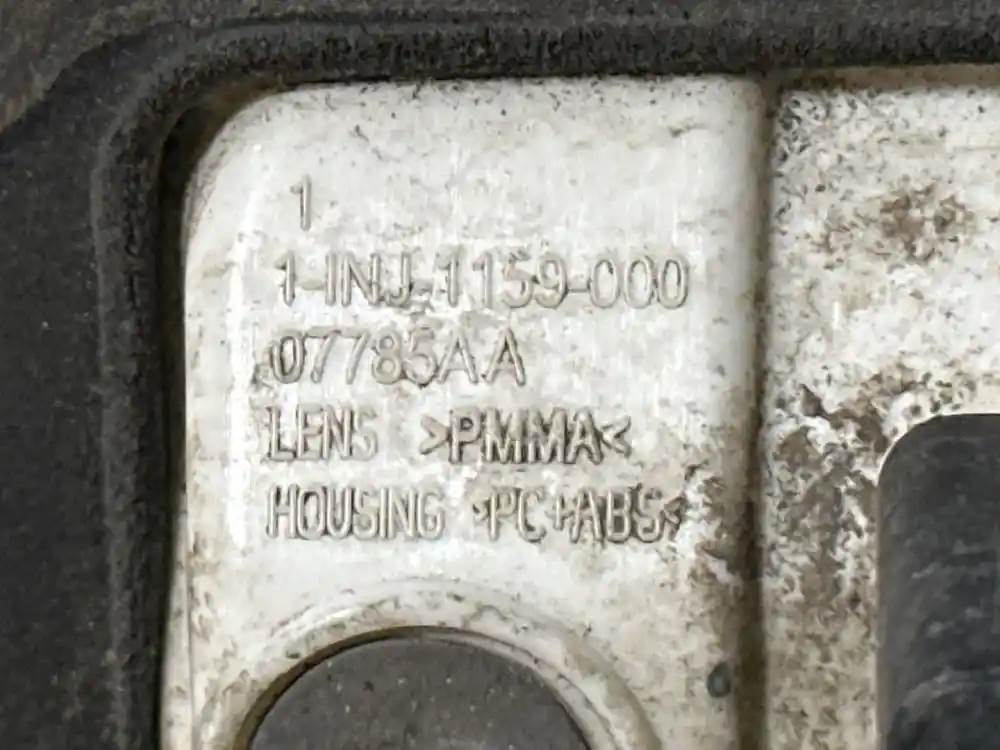 1
1-INJ-1159-000
07785AA
LENS >PMMA<
HOUSING >PC+ABS<